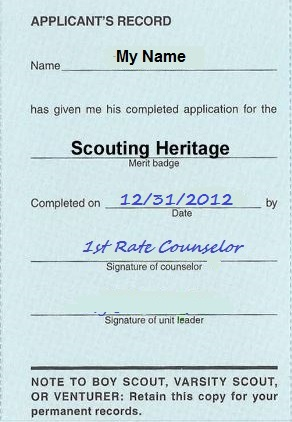 APPLICANT'S RECORD
My Name
Name
has given me his completed application for the
Scouting Heritage
Merit badge
Completed on 12/31/2012 by
Date
1st Rate Counselor
Signature of counselor
Signature of unit leader
NOTE TO BOY SCOUT, VARSITY SCOUT,
OR VENTURER: Retain this copy for your
permanent records.